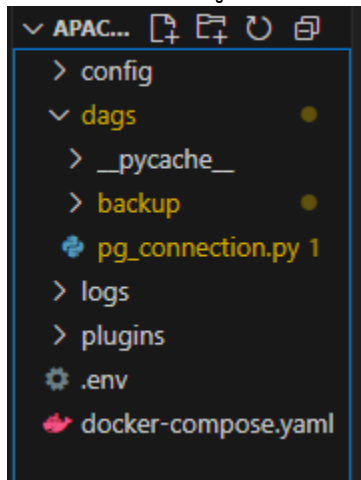 APAC...
config
dags
__pycache__
backup
pg_connection.py 1
logs
plugins
.env
docker-compose.yaml